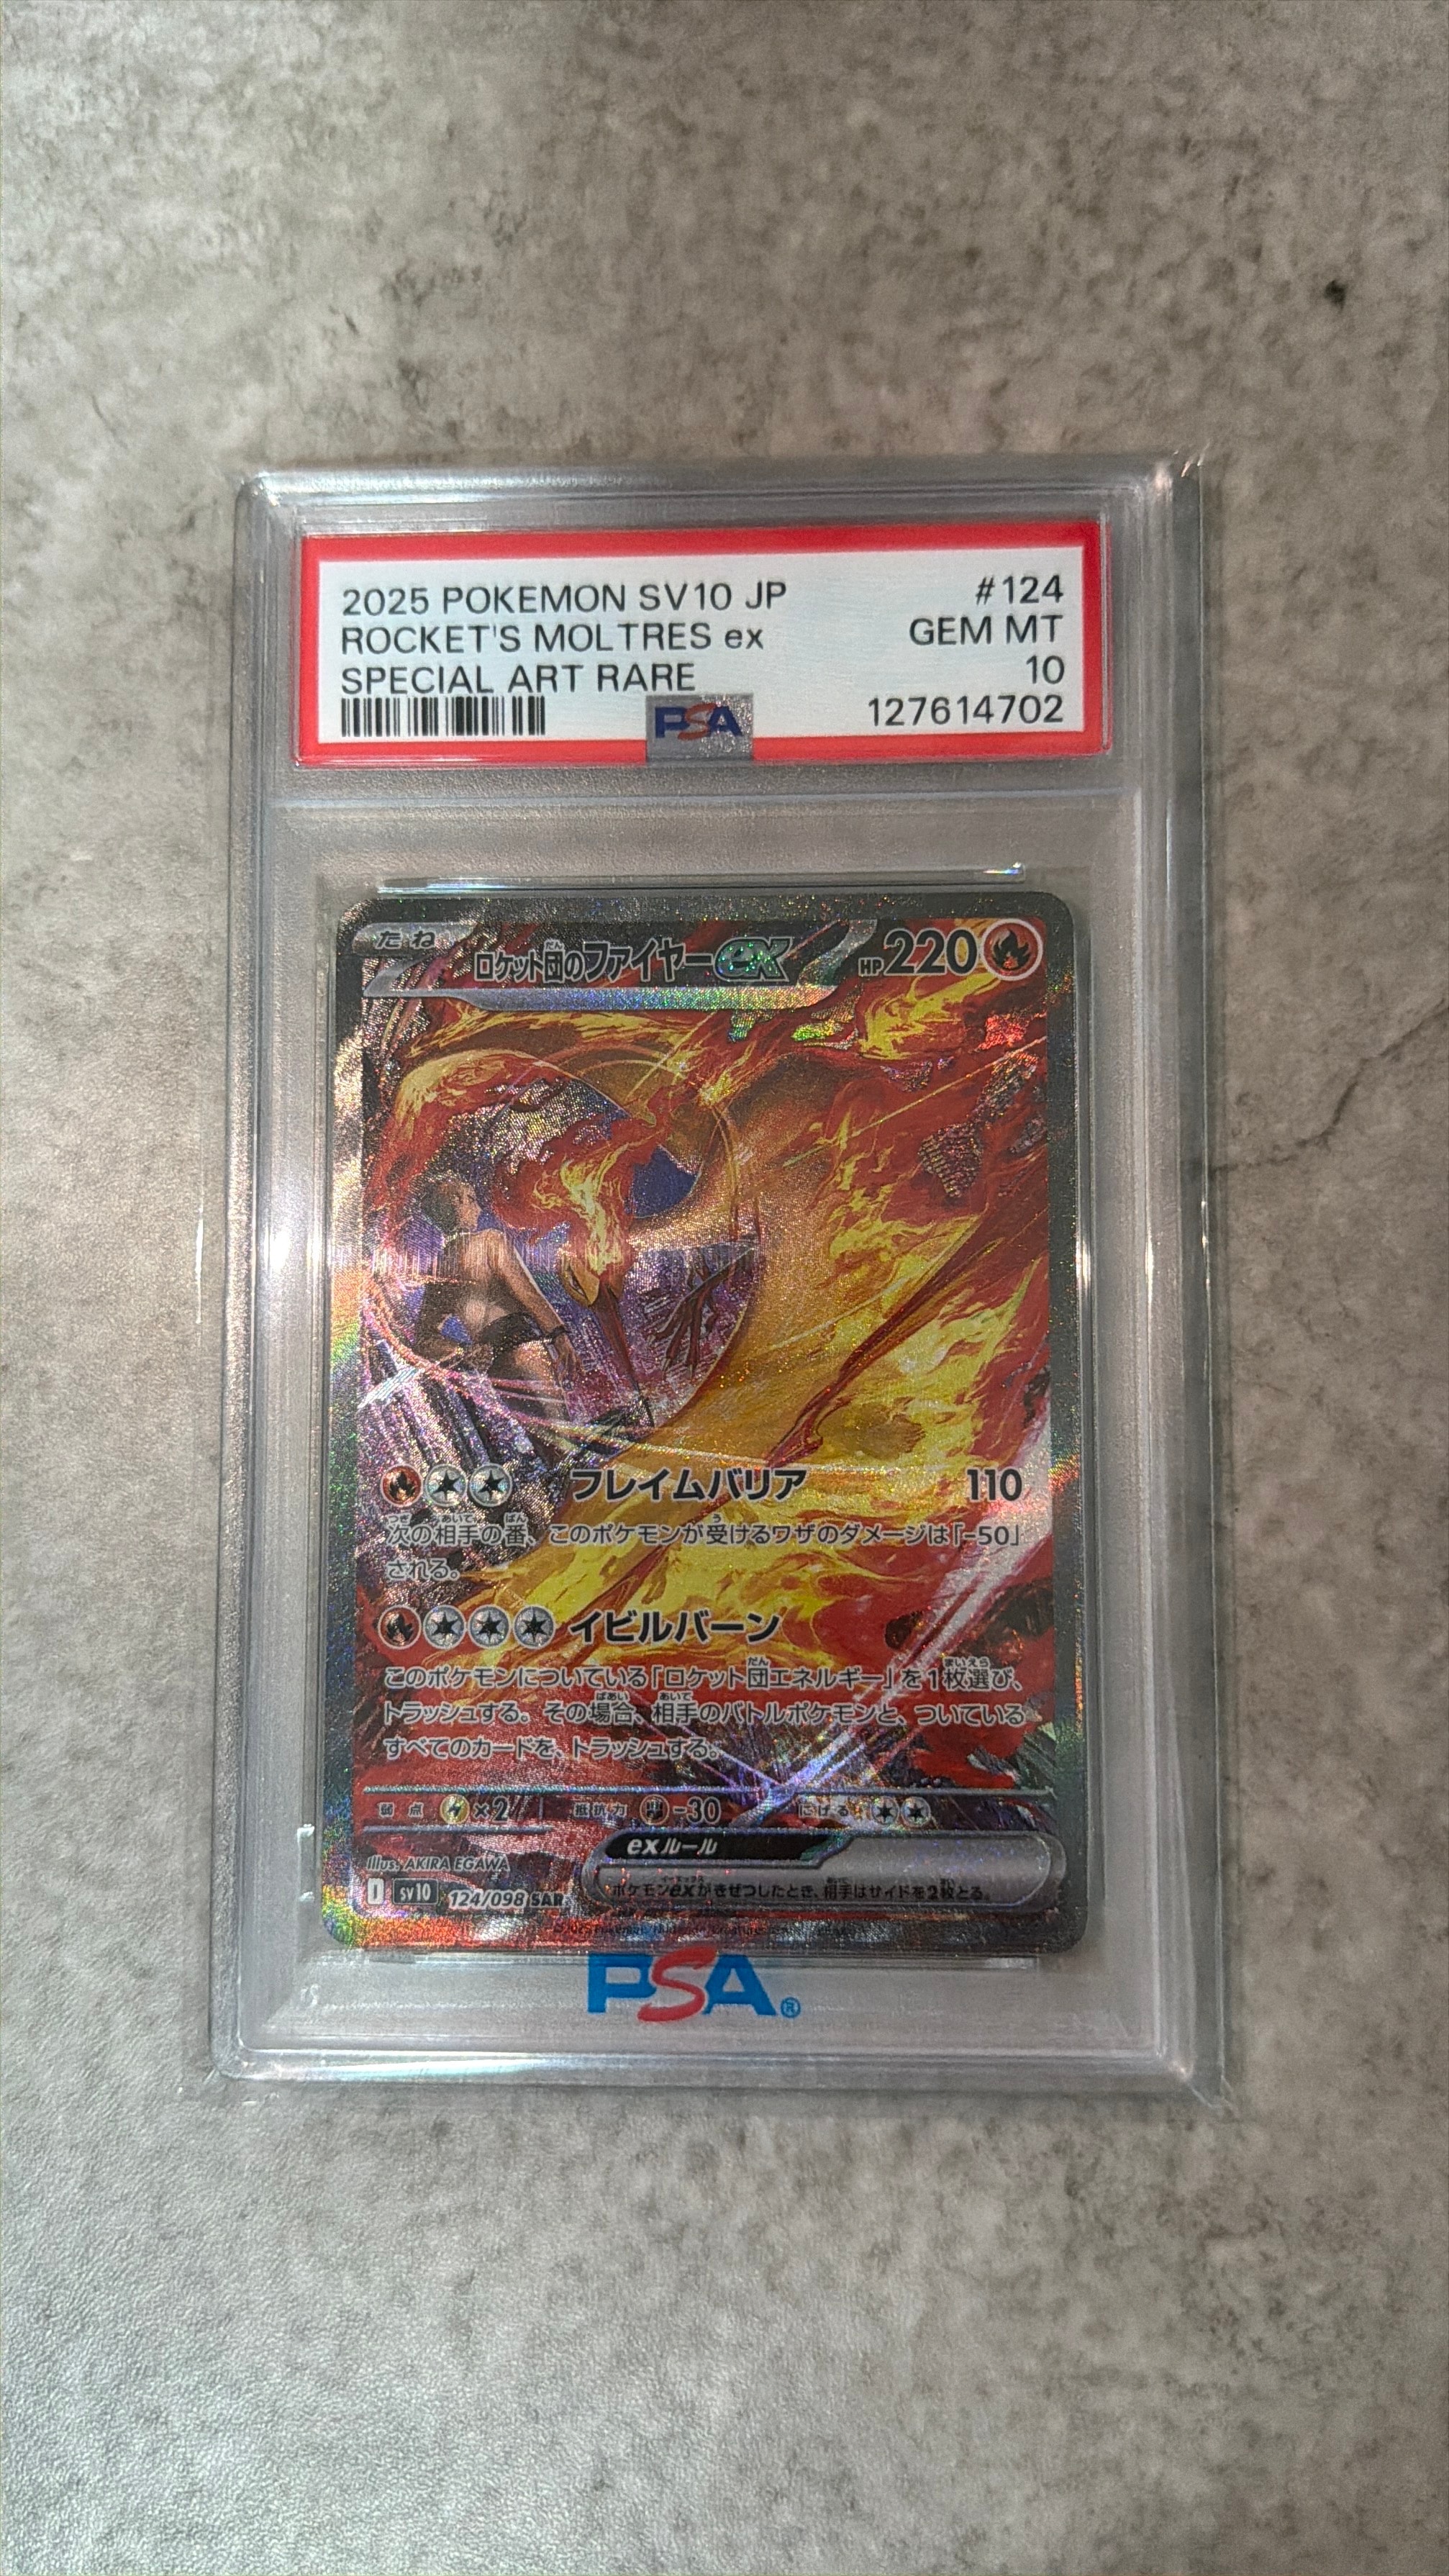 2025 POKEMON SV10 JP #124
ROCKET'S MOLTRES ex GEM MT
SPECIAL ART RARE 10
PSA 127614702
たね ロケット団のファイヤーex HP220
フレイムバリア 110
次の相手の番、このポケモンが受けるワザのダメージは「-50」
される。
イビルバーン
このポケモンについている「ロケット団エネルギー」を1枚選び、
トラッシュする。その場合、相手のバトルポケモンと、ついている
すべてのカードを、トラッシュする。
弱点 ×2 抵抗力 -30 にげる
exルール
ポケモンexがきぜつしたとき、相手はサイドを2枚とる。
Illus. AKIRA EGAWA
sv10 124/098 SAR
PSA®